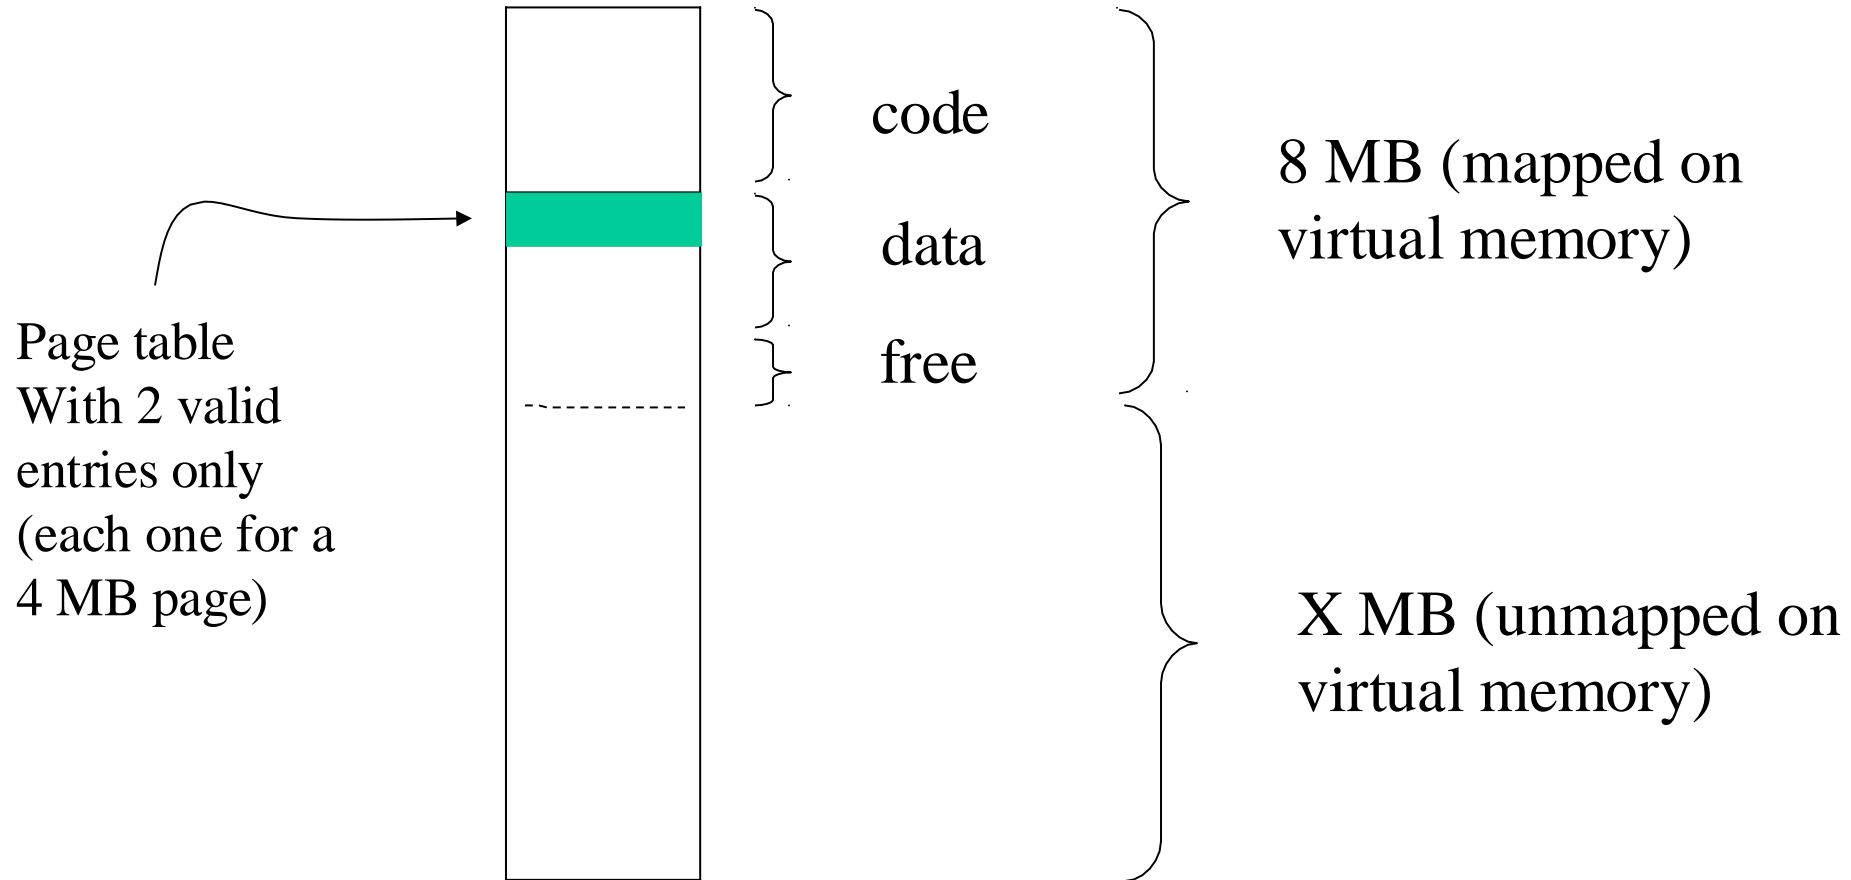 code
8 MB (mapped on
virtual memory)
data
Page table
With 2 valid
entries only
(each one for a
4 MB page)
free
X MB (unmapped on
virtual memory)